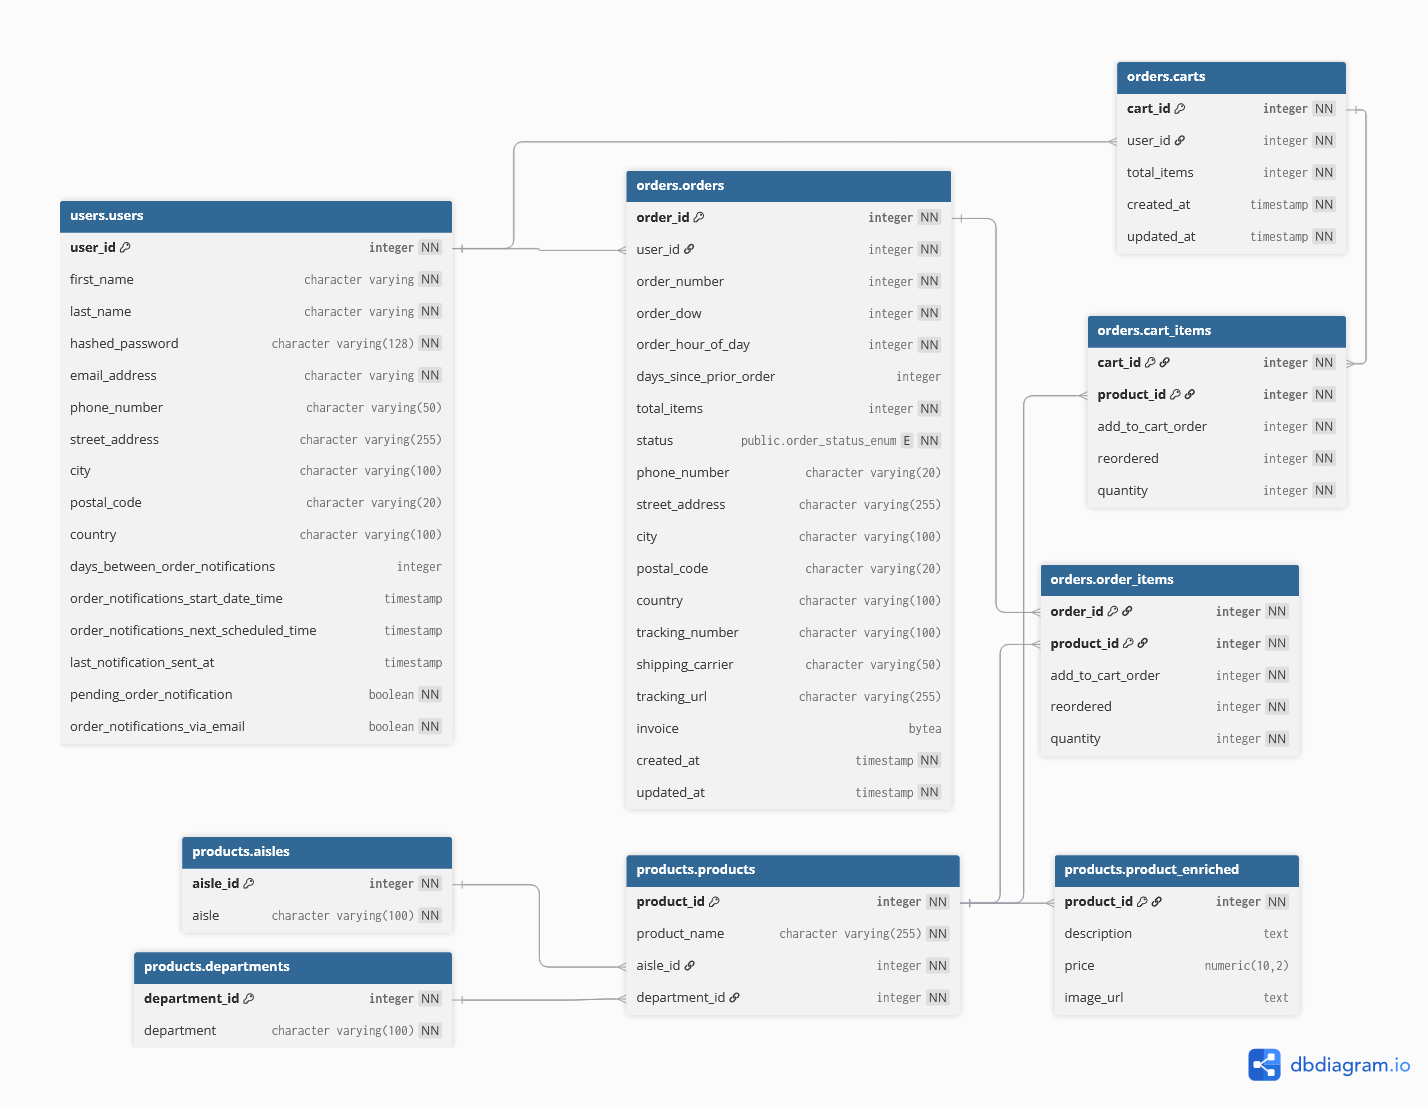 orders.carts
cart_id integer NN
user_id integer NN
total_items integer NN
created_at timestamp NN
updated_at timestamp NN
users.users
user_id integer NN
first_name character varying NN
last_name character varying NN
hashed_password character varying(128) NN
email_address character varying NN
phone_number character varying(50)
street_address character varying(255)
city character varying(100)
postal_code character varying(20)
country character varying(100)
days_between_order_notifications integer
order_notifications_start_date_time timestamp
order_notifications_next_scheduled_time timestamp
last_notification_sent_at timestamp
pending_order_notification boolean NN
order_notifications_via_email boolean NN
orders.orders
order_id integer NN
user_id integer NN
order_number integer NN
order_dow integer NN
order_hour_of_day integer NN
days_since_prior_order integer
total_items integer NN
status public.order_status_enum E NN
phone_number character varying(20)
street_address character varying(255)
city character varying(100)
postal_code character varying(20)
country character varying(100)
tracking_number character varying(100)
shipping_carrier character varying(50)
tracking_url character varying(255)
invoice bytea
created_at timestamp NN
updated_at timestamp NN
orders.cart_items
cart_id integer NN
product_id integer NN
add_to_cart_order integer NN
reordered integer NN
quantity integer NN
orders.order_items
order_id integer NN
product_id integer NN
add_to_cart_order integer NN
reordered integer NN
quantity integer NN
products.aisles
aisle_id integer NN
aisle character varying(100) NN
products.departments
department_id integer NN
department character varying(100) NN
products.products
product_id integer NN
product_name character varying(255) NN
aisle_id integer NN
department_id integer NN
products.product_enriched
product_id integer NN
description text
price numeric(10,2)
image_url text
dbdiagram.io